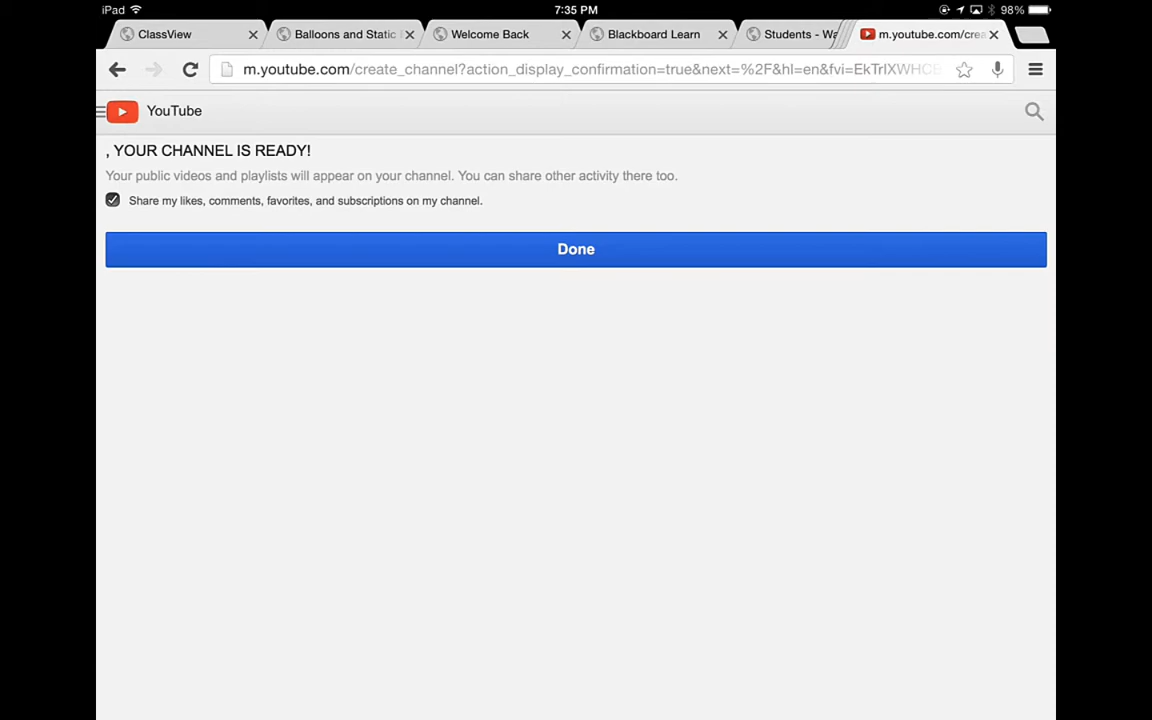 iPad 7:35 PM 98%
ClassView Balloons and Static Welcome Back Blackboard Learn Students - Wa m.youtube.com/crea
m.youtube.com/create_channel?action_display_confirmation=true&next=%2F&hl=en&fvi=EkTrIXWHCE
YouTube
, YOUR CHANNEL IS READY!
Your public videos and playlists will appear on your channel. You can share other activity there too.
Share my likes, comments, favorites, and subscriptions on my channel.
Done